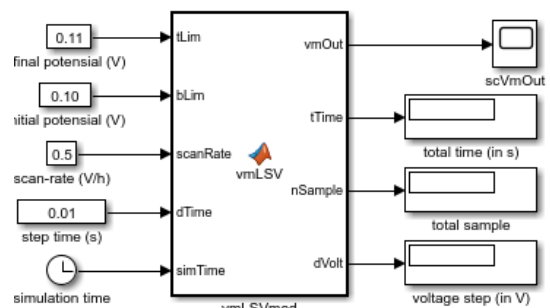 0.11
tLim
final potensial (V)
0.10
bLim
nitial potensial (V)
0.5
scanRate
scan-rate (V/h)
0.01
dTime
step time (s)
simTime
simulation time
vmLSV
vmOut
scVmOut
tTime
total time (in s)
nSample
total sample
dVolt
voltage step (in V)
vmLSVmod